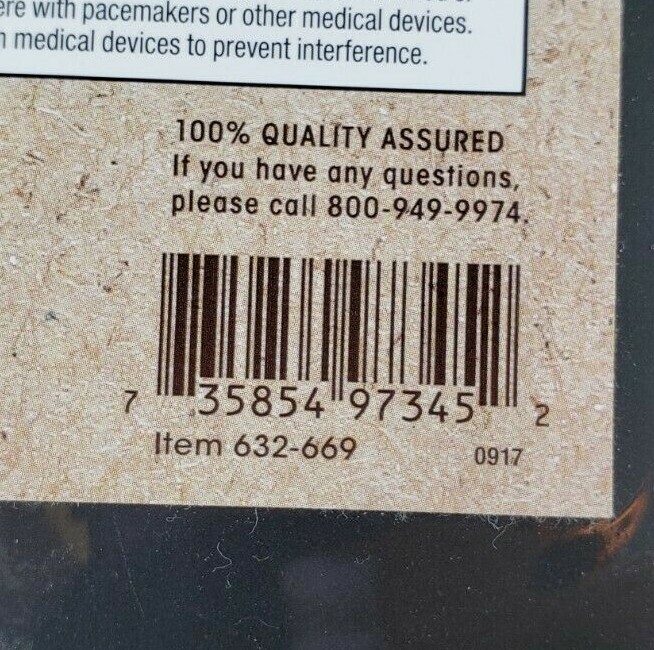 with pacemakers or other medical devices.
medical devices to prevent interference.
100% QUALITY ASSURED
If you have any questions,
please call 800-949-9974.
7 35854 97345 2
Item 632-669
0917